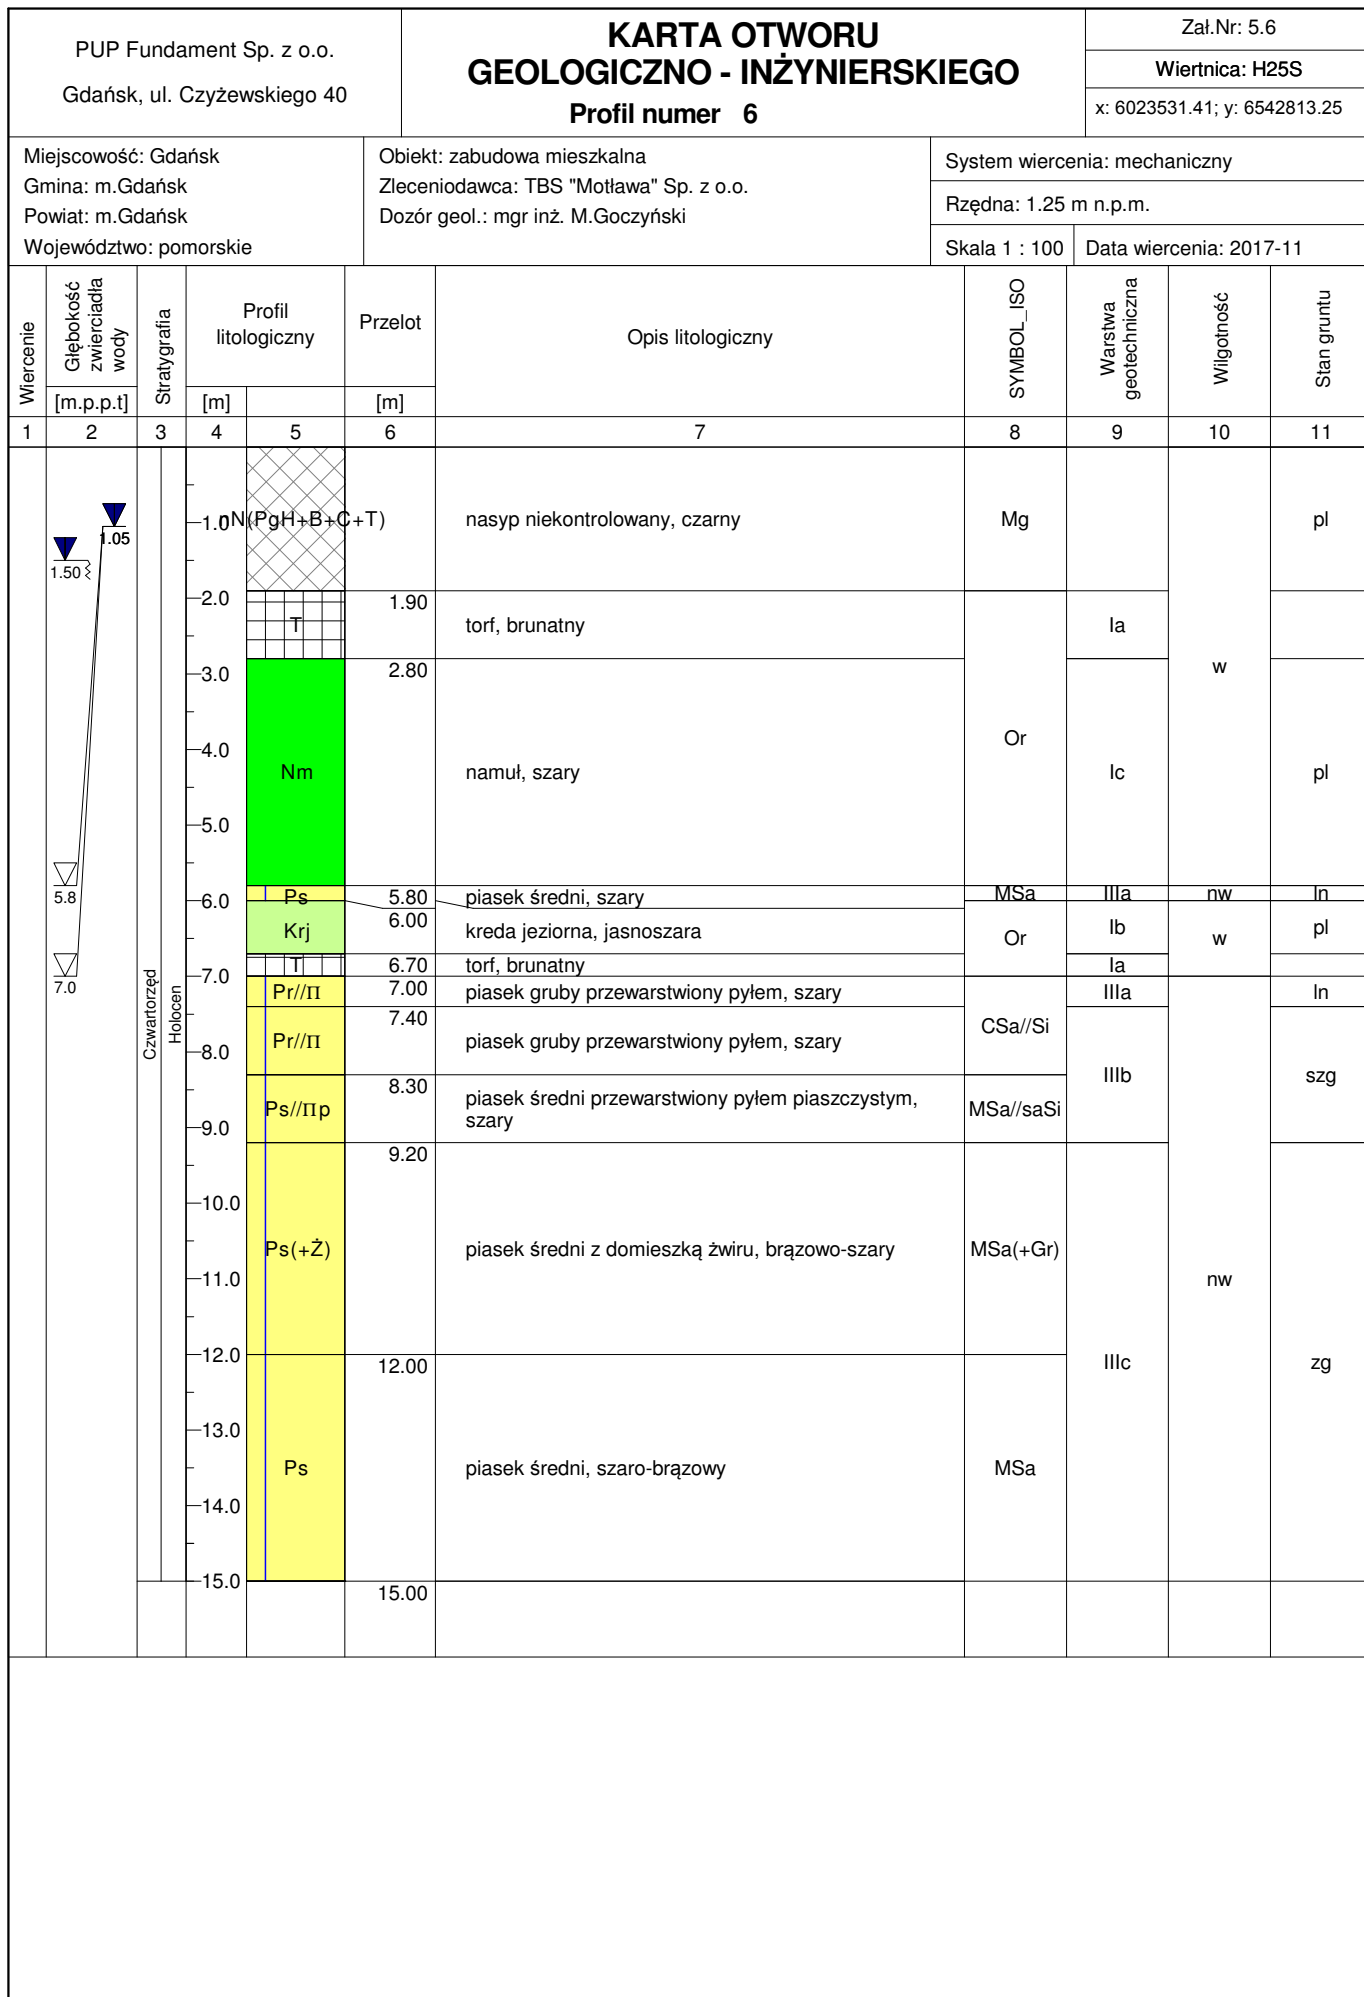 PUP Fundament Sp. z o.o.
Gdańsk, ul. Czyżewskiego 40
KARTA OTWORU
GEOLOGICZNO - INŻYNIERSKIEGO
Profil numer 6
Zał.Nr: 5.6
Wiertnica: H25S
x: 6023531.41; y: 6542813.25
Miejscowość: Gdańsk
Gmina: m.Gdańsk
Powiat: m.Gdańsk
Województwo: pomorskie
Obiekt: zabudowa mieszkalna
Zleceniodawca: TBS "Motława" Sp. z o.o.
Dozór geol.: mgr inż. M.Goczyński
System wiercenia: mechaniczny
Rzędna: 1.25 m n.p.m.
Skala 1 : 100
Data wiercenia: 2017-11
Wiercenie
Głębokość
zwierciadła
wody
[m.p.p.t]
Stratygrafia
Profil
litologiczny
[m]
Przelot
[m]
Opis litologiczny
SYMBOL_ISO
Warstwa
geotechniczna
Wilgotność
Stan gruntu
1 2 3 4 5 6 7 8 9 10 11
1.0 nN(PgH+B+C+T) nasyp niekontrolowany, czarny Mg pl
1.05
1.50
2.0 1.90
T torf, brunatny Ia
3.0 2.80 w
4.0 Or
Nm namuł, szary Ic pl
5.0
5.8
6.0 Ps 5.80 piasek średni, szary MSa IIIa nw ln
6.00
Krj kreda jeziorna, jasnoszara Or Ib w pl
T 6.70 torf, brunatny Ia
7.0
7.0
Pr//Π 7.00 piasek gruby przewarstwiony pyłem, szary IIIa ln
7.40 CSa//Si
Pr//Π piasek gruby przewarstwiony pyłem, szary
Czwartorzęd
Holocen
8.0
8.30 IIIb szg
Ps//Πp piasek średni przewarstwiony pyłem piaszczystym,
szary
MSa//saSi
9.0
9.20
10.0
Ps(+Ż) piasek średni z domieszką żwiru, brązowo-szary MSa(+Gr)
11.0 nw
12.0
12.00 IIIc zg
13.0
Ps piasek średni, szaro-brązowy MSa
14.0
15.0
15.00